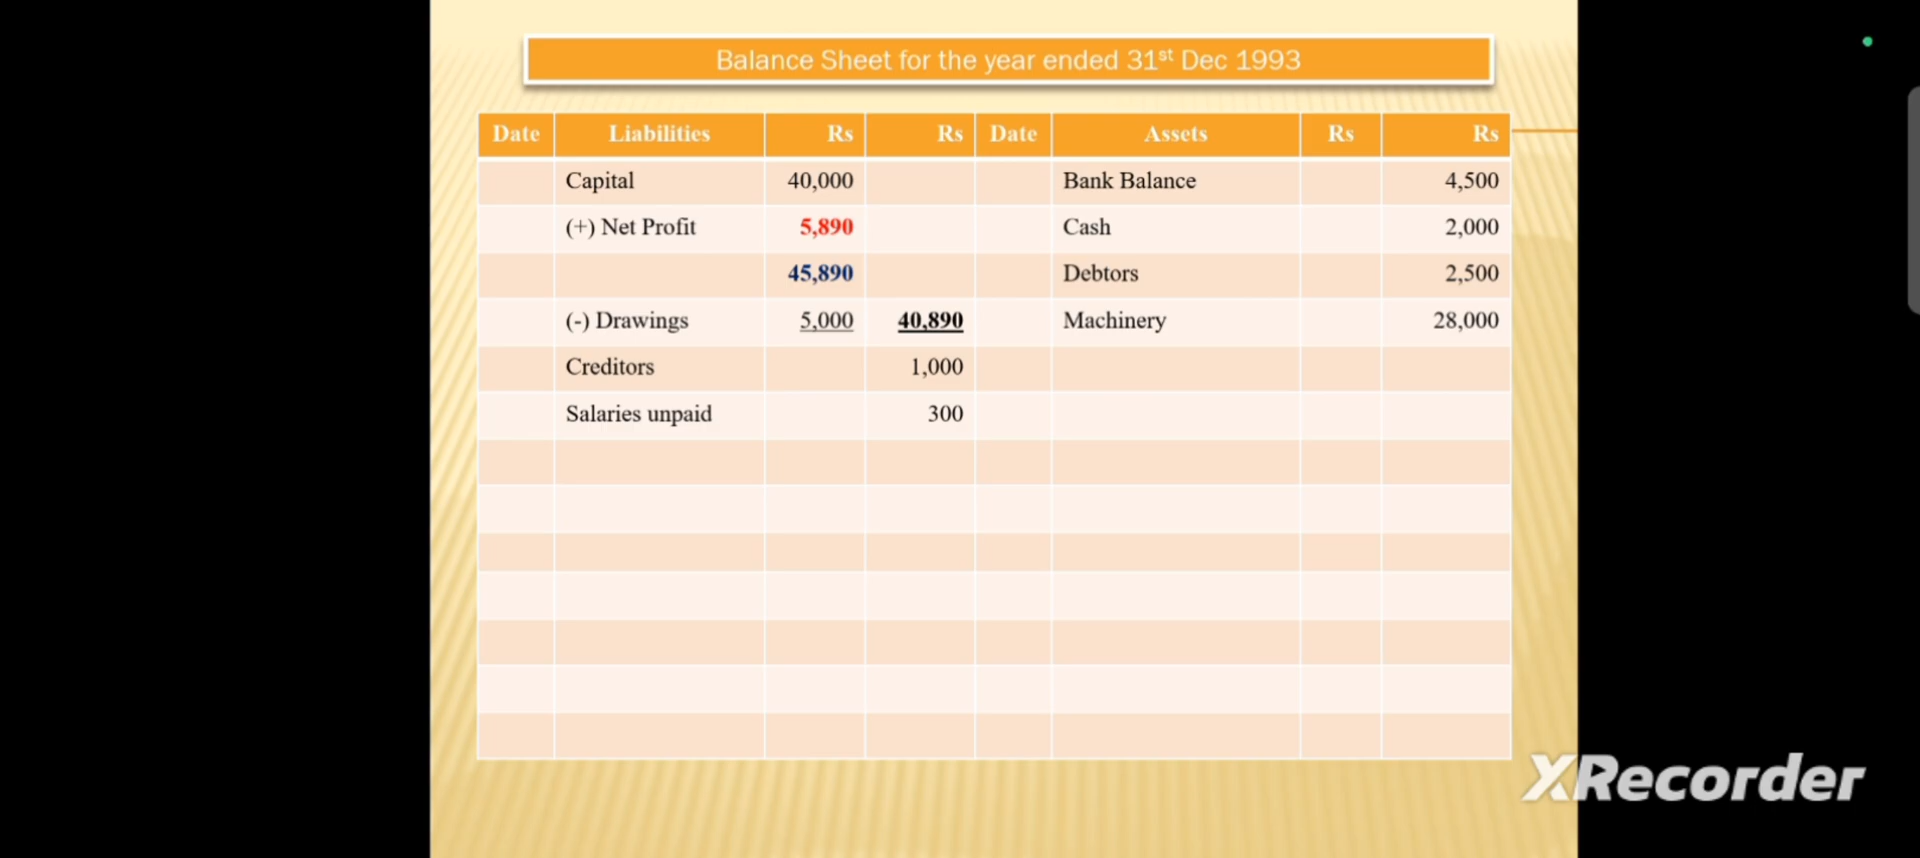 Balance Sheet for the year ended 31st Dec 1993
Date Liabilities Rs Rs Date Assets Rs Rs
Capital 40,000 Bank Balance 4,500
(+) Net Profit 5,890 Cash 2,000
45,890 Debtors 2,500
(-) Drawings 5,000 40,890 Machinery 28,000
Creditors 1,000
Salaries unpaid 300
XRecorder